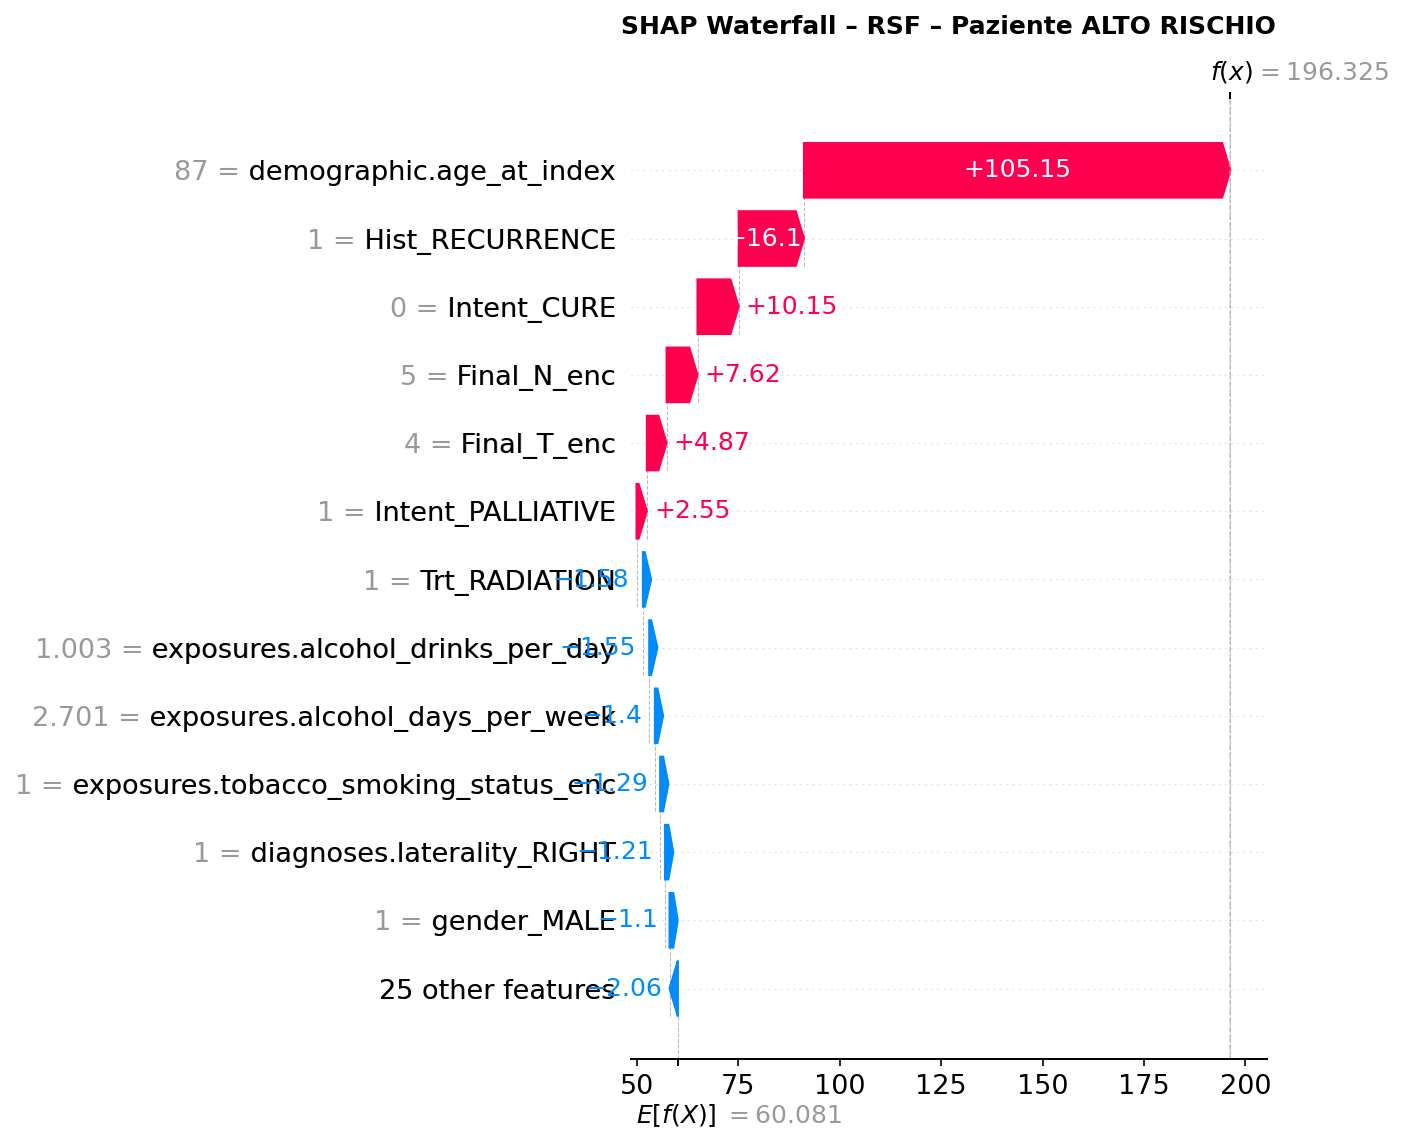 SHAP Waterfall – RSF – Paziente ALTO RISCHIO
f(x) = 196.325
87 = demographic.age_at_index +105.15
1 = Hist_RECURRENCE +16.1
0 = Intent_CURE +10.15
5 = Final_N_enc +7.62
4 = Final_T_enc +4.87
1 = Intent_PALLIATIVE +2.55
1 = Trt_RADIATION −1.58
1.003 = exposures.alcohol_drinks_per_day −1.55
2.701 = exposures.alcohol_days_per_week −1.4
1 = exposures.tobacco_smoking_status_enc −1.29
1 = diagnoses.laterality_RIGHT −1.21
1 = gender_MALE −1.1
25 other features −2.06
50 75 100 125 150 175 200
E[f(X)] = 60.081